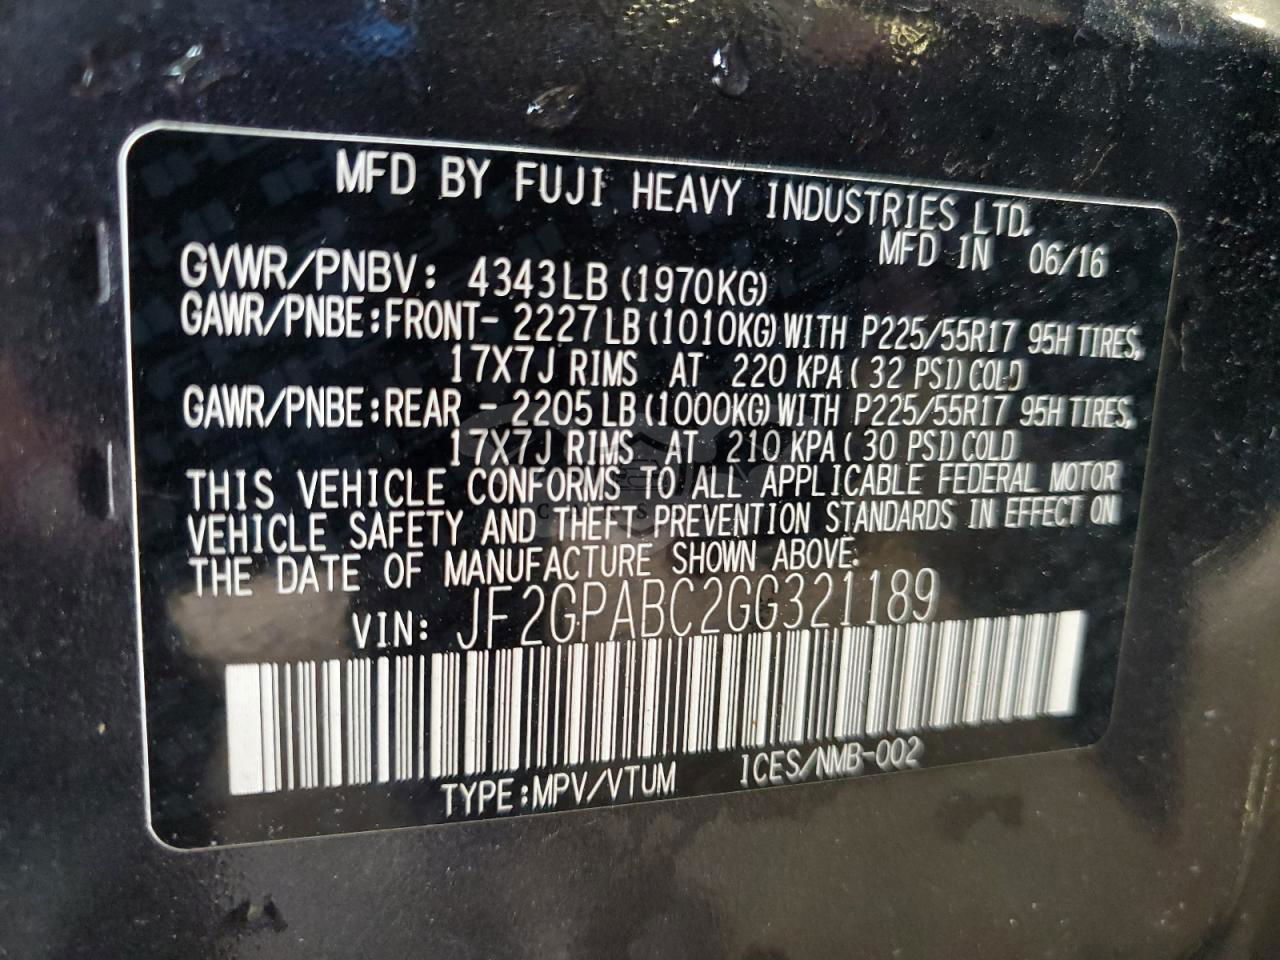 MFD BY FUJI HEAVY INDUSTRIES LTD.
MFD IN 06/16
GVWR/PNBV: 4343LB (1970KG)
GAWR/PNBE:FRONT- 2227LB(1010KG)WITH P225/55R17 95H TIRES,
17X7J RIMS AT 220 KPA( 32 PSI)COLD
GAWR/PNBE:REAR - 2205LB(1000KG)WITH P225/55R17 95H TIRES,
17X7J RIMS AT 210 KPA( 30 PSI)COLD
THIS VEHICLE CONFORMS TO ALL APPLICABLE FEDERAL MOTOR
VEHICLE SAFETY AND THEFT PREVENTION STANDARDS IN EFFECT ON
THE DATE OF MANUFACTURE SHOWN ABOVE.
VIN: JF2GPABC2GG321189
TYPE:MPV/VTUM ICES/NMB-002